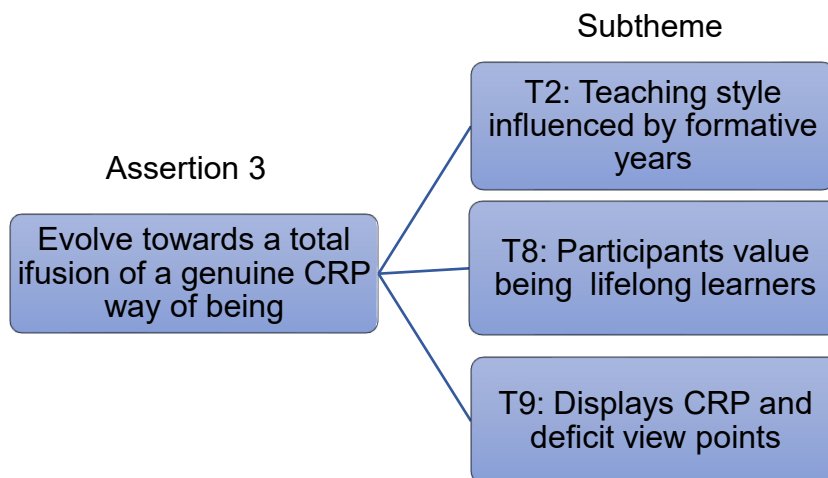 Subtheme
T2: Teaching style
influenced by formative
years
Assertion 3
Evolve towards a total
ifusion of a genuine CRP
way of being
T8: Participants value
being lifelong learners
T9: Displays CRP and
deficit view points